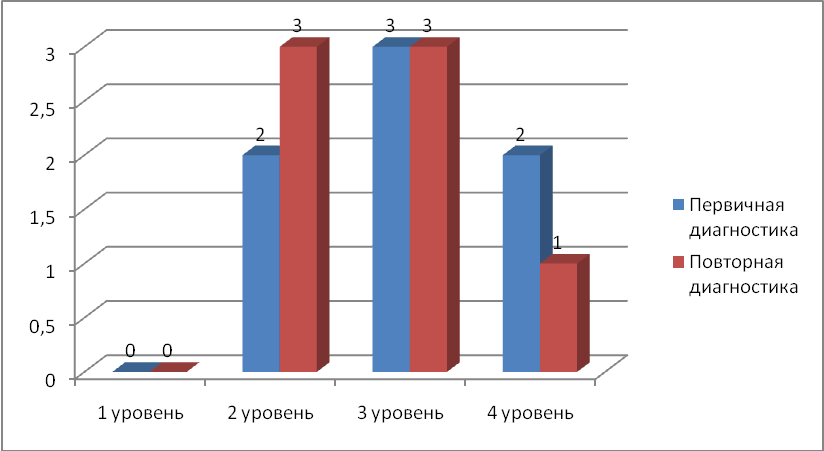 3
2,5
2
1,5
1
0,5
0
0 0
2 3
3 3
2 1
1 уровень 2 уровень 3 уровень 4 уровень
Первичная
диагностика
Повторная
диагностика